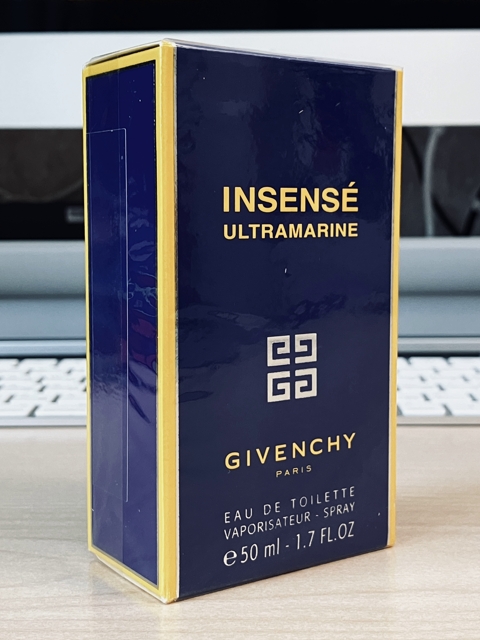 INSENSÉ
ULTRAMARINE
GIVENCHY
PARIS
EAU DE TOILETTE
VAPORISATEUR - SPRAY
℮ 50 ml - 1.7 FL.OZ